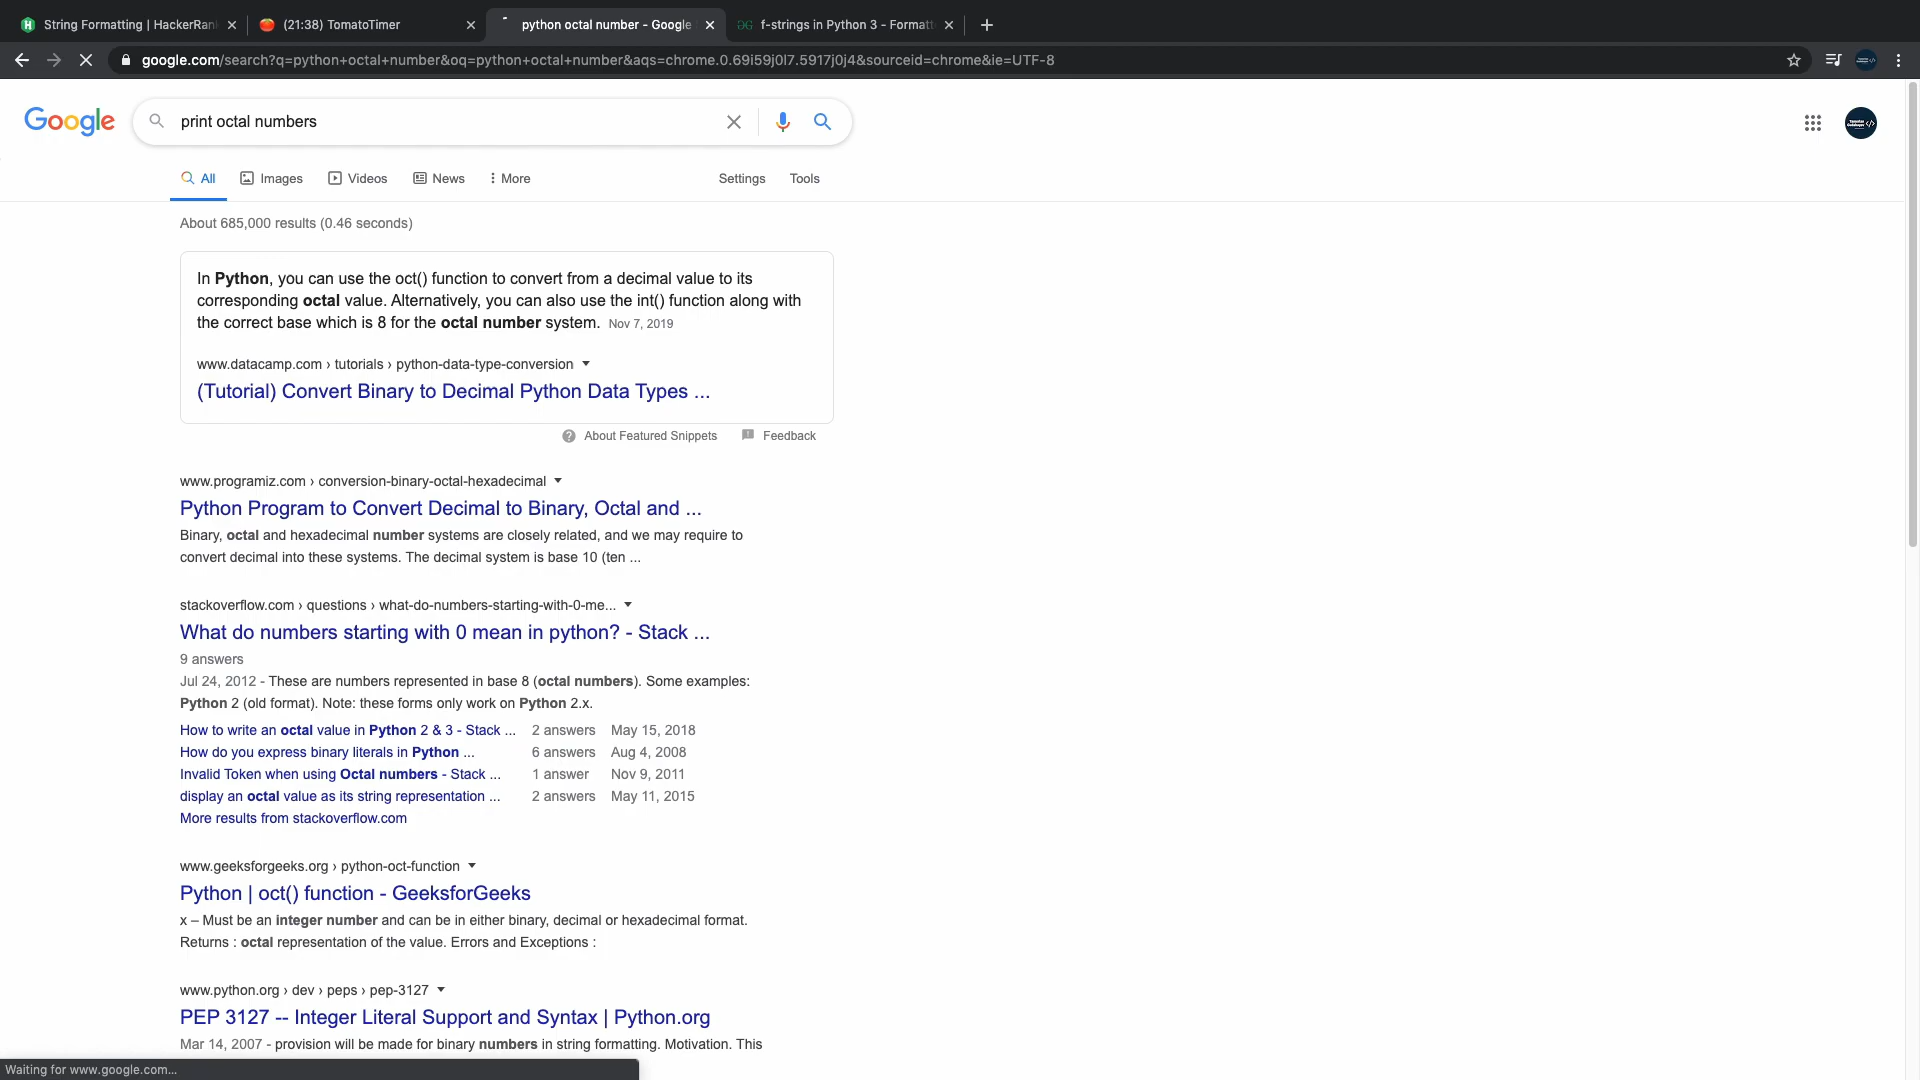 String Formatting | HackerRan
(21:38) TomatoTimer
python octal number - Google
f-strings in Python 3 - Formatt
google.com/search?q=python+octal+number&oq=python+octal+number&aqs=chrome.0.69i59j0l7.5917j0j4&sourceid=chrome&ie=UTF-8
Google
print octal numbers
All
Images
Videos
News
More
Settings
Tools
About 685,000 results (0.46 seconds)
In Python, you can use the oct() function to convert from a decimal value to its
corresponding octal value. Alternatively, you can also use the int() function along with
the correct base which is 8 for the octal number system. Nov 7, 2019
www.datacamp.com › tutorials › python-data-type-conversion
(Tutorial) Convert Binary to Decimal Python Data Types ...
About Featured Snippets
Feedback
www.programiz.com › conversion-binary-octal-hexadecimal
Python Program to Convert Decimal to Binary, Octal and ...
Binary, octal and hexadecimal number systems are closely related, and we may require to
convert decimal into these systems. The decimal system is base 10 (ten ...
stackoverflow.com › questions › what-do-numbers-starting-with-0-me...
What do numbers starting with 0 mean in python? - Stack ...
9 answers
Jul 24, 2012 - These are numbers represented in base 8 (octal numbers). Some examples:
Python 2 (old format). Note: these forms only work on Python 2.x.
How to write an octal value in Python 2 & 3 - Stack ... 2 answers May 15, 2018
How do you express binary literals in Python ... 6 answers Aug 4, 2008
Invalid Token when using Octal numbers - Stack ... 1 answer Nov 9, 2011
display an octal value as its string representation ... 2 answers May 11, 2015
More results from stackoverflow.com
www.geeksforgeeks.org › python-oct-function
Python | oct() function - GeeksforGeeks
x – Must be an integer number and can be in either binary, decimal or hexadecimal format.
Returns : octal representation of the value. Errors and Exceptions :
www.python.org › dev › peps › pep-3127
PEP 3127 -- Integer Literal Support and Syntax | Python.org
Mar 14, 2007 - provision will be made for binary numbers in string formatting. Motivation. This
Waiting for www.google.com...